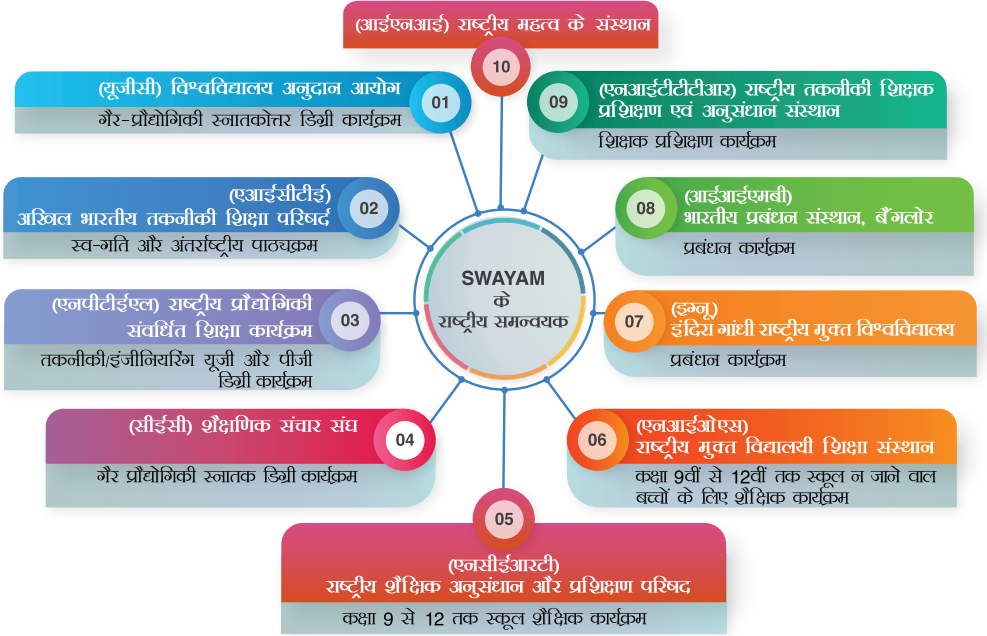 SWAYAM
के
राष्ट्रीय समन्वयक
01
(यूजीसी) विश्वविद्यालय अनुदान आयोग
गैर-प्रौद्योगिकी स्नातकोत्तर डिग्री कार्यक्रम
02
(एआईसीटीई)
अखिल भारतीय तकनीकी शिक्षा परिषर्द
स्व-गति और अंतर्राष्ट्रीय पाठ्यक्रम
03
(एनपीटीईएल) राष्ट्रीय प्रौद्योगिकी
संवर्धित शिक्षा कार्यक्रम
तकनीकी/इंजीनियरिंग यूजी और पीजी
डिग्री कार्यक्रम
04
(सीईसी) शैक्षणिक संचार संघ
गैर प्रौद्योगिकी स्नातक डिग्री कार्यक्रम
05
(एनसीईआरटी)
राष्ट्रीय शैक्षिक अनुसंधान और प्रशिक्षण परिषद
कक्षा 9 से 12 तक स्कूल शैक्षिक कार्यक्रम
06
(एनआईओएस)
राष्ट्रीय मुक्त विद्यालयी शिक्षा संस्थान
कक्षा 9वीं से 12वीं तक स्कूल न जाने वाल
बच्चों के लिए शैक्षिक कार्यक्रम
07
(इग्नू)
इंदिरा गांधी राष्ट्रीय मुक्त विश्वविद्यालय
प्रबंधन कार्यक्रम
08
(आईआईएमबी)
भारतीय प्रबंधन संस्थान, बैंगलोर
प्रबंधन कार्यक्रम
09
(एनआईटीटीटीआर) राष्ट्रीय तकनीकी शिक्षक
प्रशिक्षण एवं अनुसंधान संस्थान
शिक्षक प्रशिक्षण कार्यक्रम
10
(आईएनआई) राष्ट्रीय महत्व के संस्थान